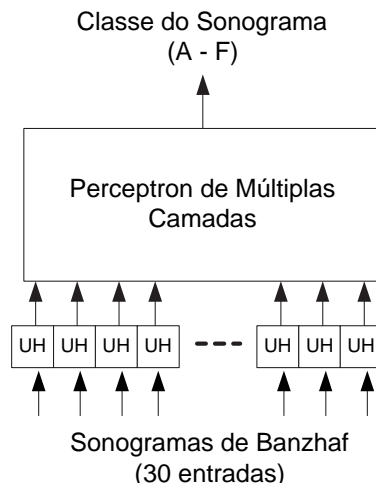 Classe do Sonograma
(A - F)
Perceptron de Múltiplas
Camadas
UH UH UH UH UH UH UH
Sonogramas de Banzhaf
(30 entradas)